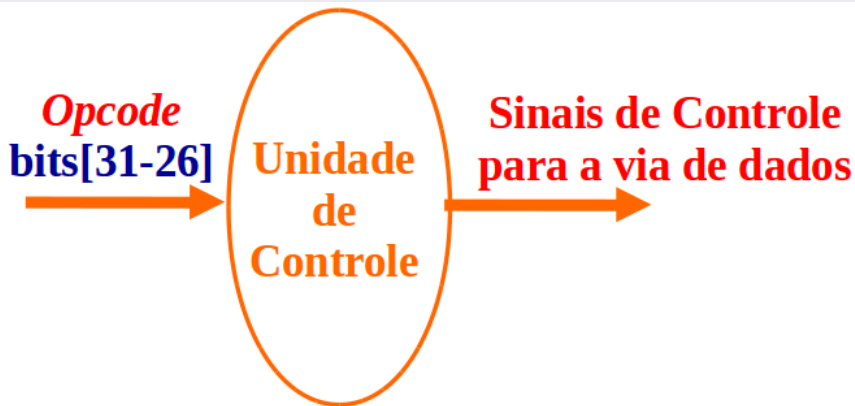 Opcode
bits[31-26]
Unidade
de
Controle
Sinais de Controle
para a via de dados